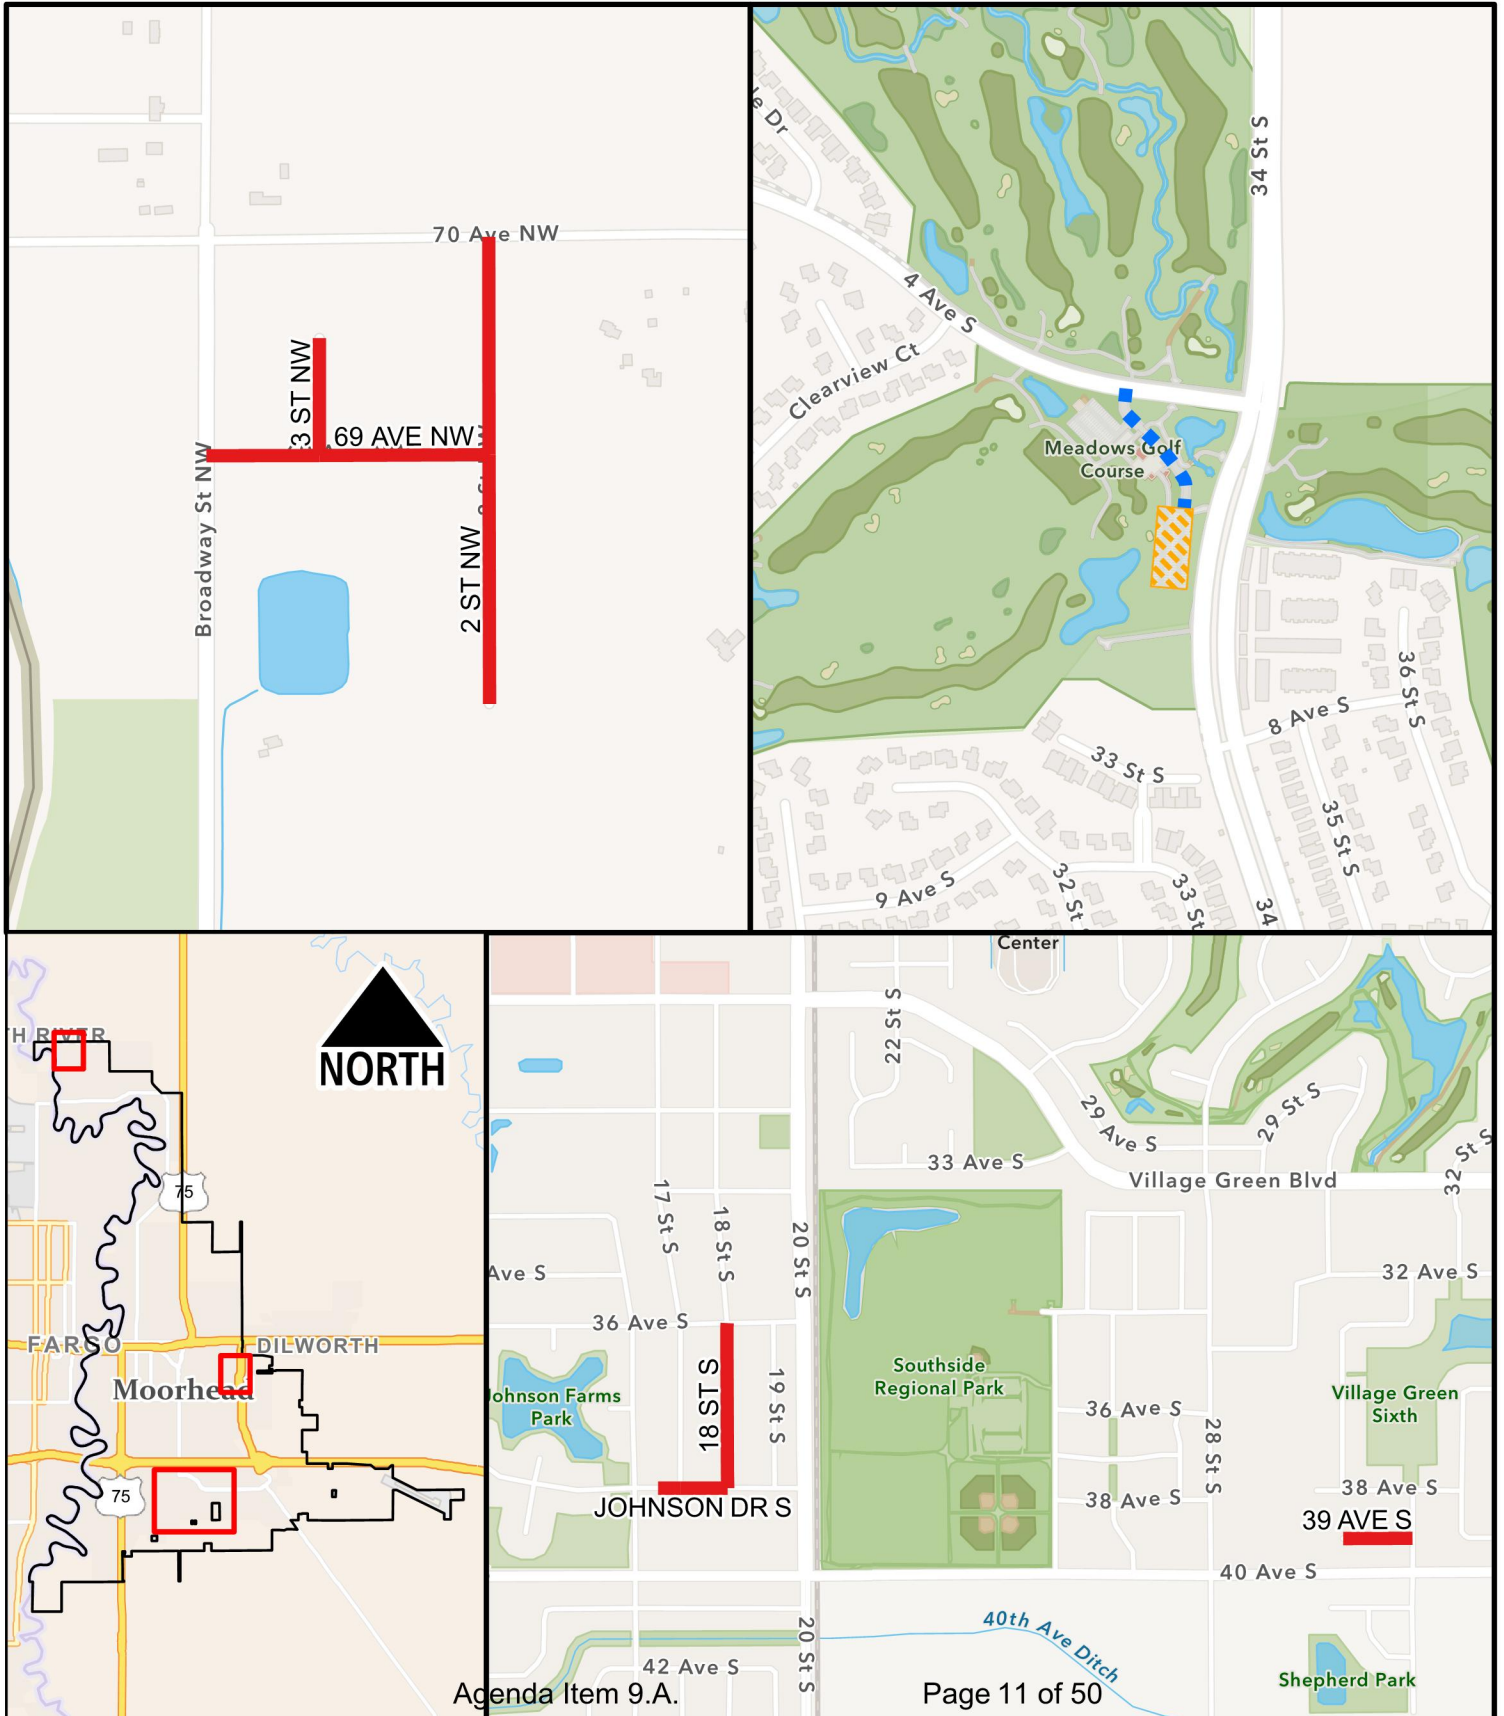 70 Ave NW
3 ST NW
69 AVE NW
Broadway St NW
2 ST NW
le Dr
34 St S
4 Ave S
Clearview Ct
Meadows Golf
Course
36 St S
8 Ave S
33 St S
35 St S
9 Ave S
32 St
33 St
34
TH RIVER
NORTH
75
FARGO
DILWORTH
Moorhead
75
Center
22 St S
29 Ave S
29 St S
33 Ave S
Village Green Blvd
32 St S
17 St S
18 St S
20 St S
Ave S
32 Ave S
36 Ave S
18 ST S
19 St S
Johnson Farms
Park
Southside
Regional Park
Village Green
Sixth
36 Ave S
28 St S
38 Ave S
38 Ave S
JOHNSON DR S
39 AVE S
40 Ave S
40th Ave Ditch
20 St S
42 Ave S
Shepherd Park
Agenda Item 9.A.
Page 11 of 50